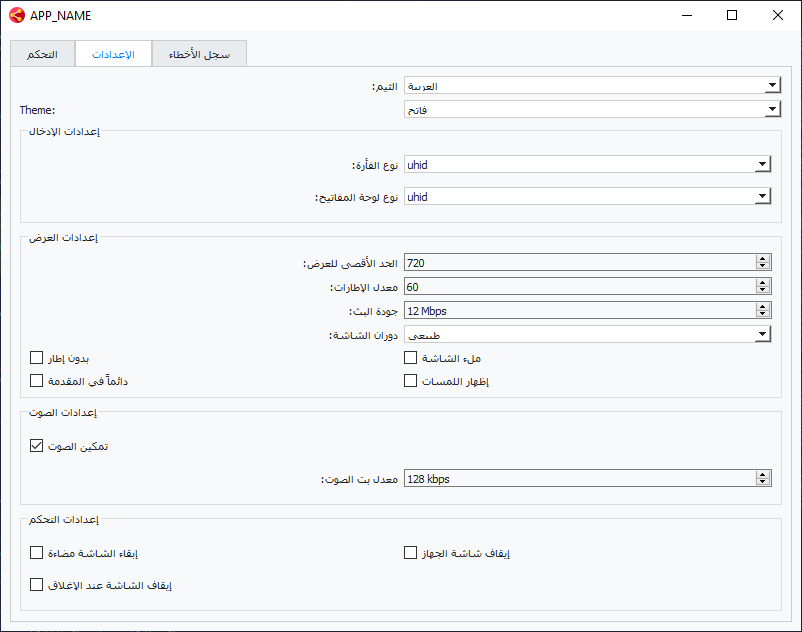 APP_NAME
التحكم
الإعدادات
سجل الأخطاء
الثيم:
العربية
Theme:
فاتح
إعدادات الإدخال
نوع الفأرة:
uhid
نوع لوحة المفاتيح:
uhid
إعدادات العرض
الحد الأقصى للعرض:
720
معدل الإطارات:
60
جودة البث:
12 Mbps
دوران الشاشة:
طبيعي
بدون إطار
ملء الشاشة
دائماً في المقدمة
إظهار اللمسات
إعدادات الصوت
تمكين الصوت
معدل بت الصوت:
128 kbps
إعدادات التحكم
إبقاء الشاشة مضاءة
إيقاف شاشة الجهاز
إيقاف الشاشة عند الإغلاق